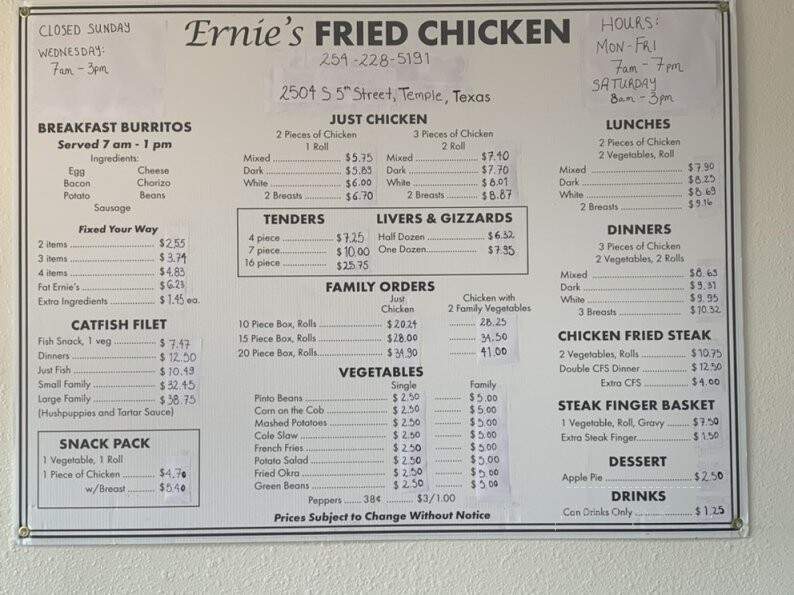 CLOSED SUNDAY
WEDNESDAY:
7am - 3pm
Ernie's FRIED CHICKEN
254-228-5191
2504 S 5th Street, Temple, Texas
HOURS:
MON-FRI
7am - 7pm
SATURDAY
8am - 3pm
BREAKFAST BURRITOS
Served 7 am - 1 pm
Ingredients:
Egg Cheese
Bacon Chorizo
Potato Beans
Sausage
Fixed Your Way
2 items $2.55
3 items $3.74
4 items $4.83
Fat Ernie's $6.23
Extra Ingredients $1.45 ea.
CATFISH FILET
Fish Snack, 1 veg $7.47
Dinners $12.50
Just Fish $10.49
Small Family $32.45
Large Family $38.75
(Hushpuppies and Tartar Sauce)
SNACK PACK
1 Vegetable, 1 Roll
1 Piece of Chicken $4.70
w/Breast $5.40
JUST CHICKEN
2 Pieces of Chicken 3 Pieces of Chicken
1 Roll 2 Roll
Mixed $5.75 Mixed $7.40
Dark $5.85 Dark $7.70
White $6.00 White $8.01
2 Breasts $6.70 2 Breasts $8.87
TENDERS
4 piece $7.25
7 piece $10.00
16 piece $25.75
LIVERS & GIZZARDS
Half Dozen $6.32
One Dozen $7.95
FAMILY ORDERS
Just Chicken with
Chicken 2 Family Vegetables
10 Piece Box, Rolls $20.24 28.25
15 Piece Box, Rolls $28.00 34.50
20 Piece Box, Rolls $34.90 41.00
VEGETABLES
Single Family
Pinto Beans $2.50 $5.00
Corn on the Cob $2.50 $5.00
Mashed Potatoes $2.50 $5.00
Cole Slaw $2.50 $5.00
French Fries $2.50 $5.00
Potato Salad $2.50 $5.00
Fried Okra $2.50 $5.00
Green Beans $2.50 $5.00
Peppers 38¢ $3/1.00
Prices Subject to Change Without Notice
LUNCHES
2 Pieces of Chicken
2 Vegetables, Roll
Mixed $7.90
Dark $8.25
White $8.69
2 Breasts $9.16
DINNERS
3 Pieces of Chicken
2 Vegetables, 2 Rolls
Mixed $8.65
Dark $9.31
White $9.95
3 Breasts $10.32
CHICKEN FRIED STEAK
2 Vegetables, Rolls $10.75
Double CFS Dinner $12.50
Extra CFS $4.00
STEAK FINGER BASKET
1 Vegetable, Roll, Gravy $7.50
Extra Steak Finger $1.50
DESSERT
Apple Pie $2.50
DRINKS
Can Drinks Only $1.25